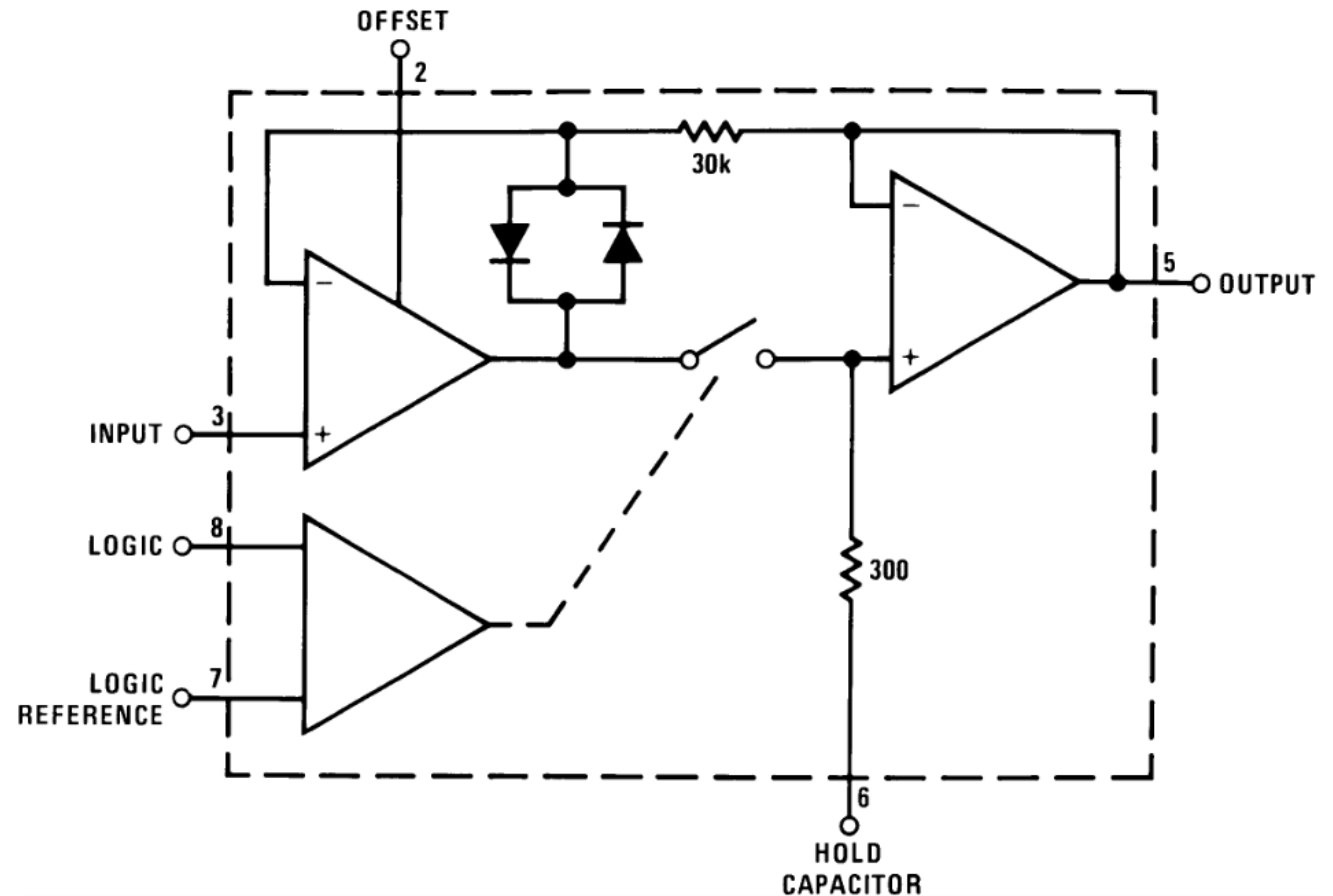 OFFSET
2
30k
−
−
5
OUTPUT
+
3
INPUT
+
8
LOGIC
300
7
LOGIC
REFERENCE
6
HOLD
CAPACITOR